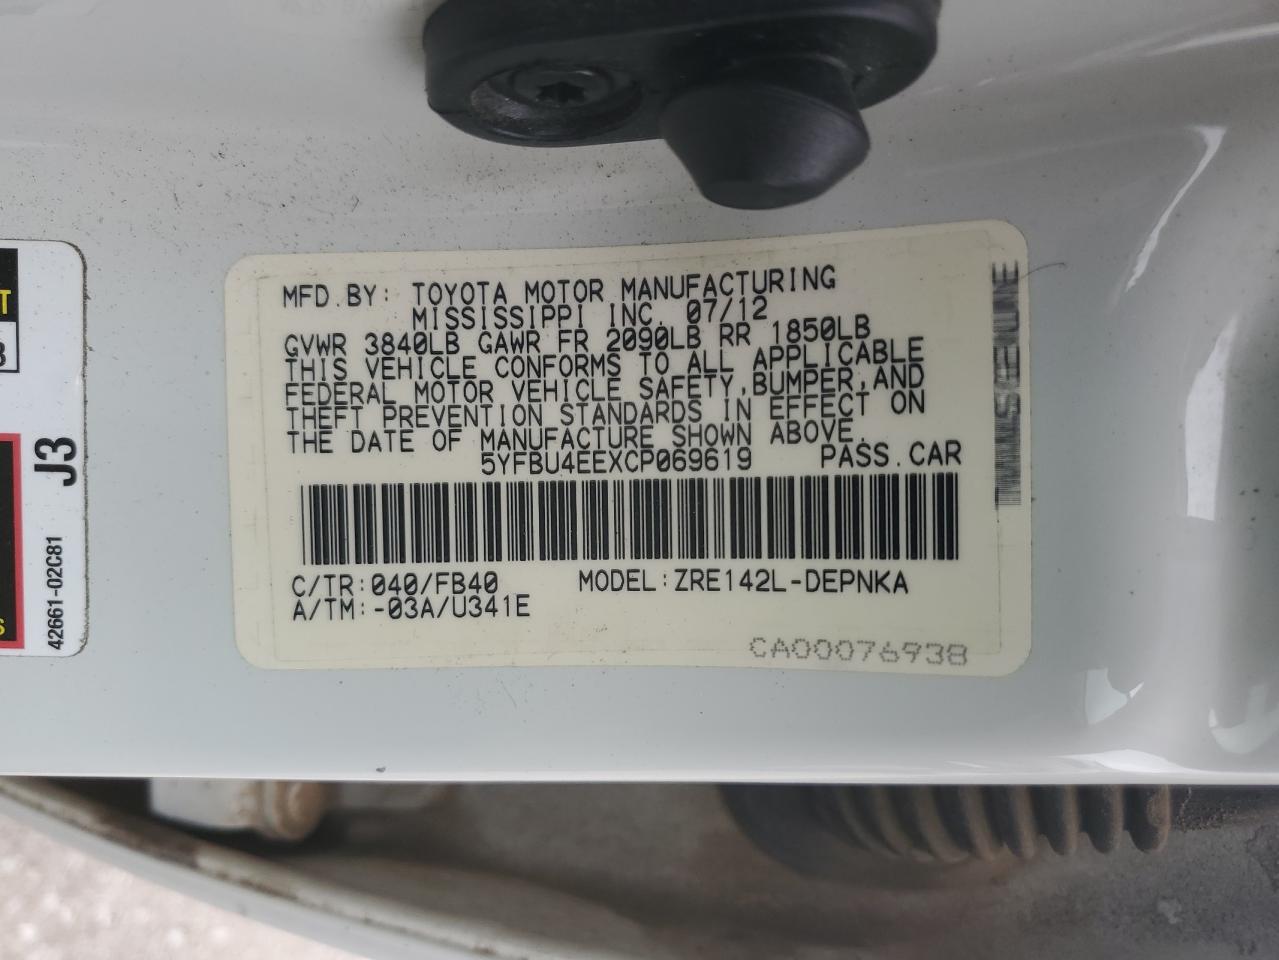 MFD.BY: TOYOTA MOTOR MANUFACTURING
MISSISSIPPI INC. 07/12
GVWR 3840LB GAWR FR 2090LB RR 1850LB
THIS VEHICLE CONFORMS TO ALL APPLICABLE
FEDERAL MOTOR VEHICLE SAFETY,BUMPER,AND
THEFT PREVENTION STANDARDS IN EFFECT ON
THE DATE OF MANUFACTURE SHOWN ABOVE.
5YFBU4EEXCP069619 PASS.CAR
C/TR:040/FB40 MODEL:ZRE142L-DEPNKA
A/TM:-03A/U341E
CA00076938
J3
42661-02C81